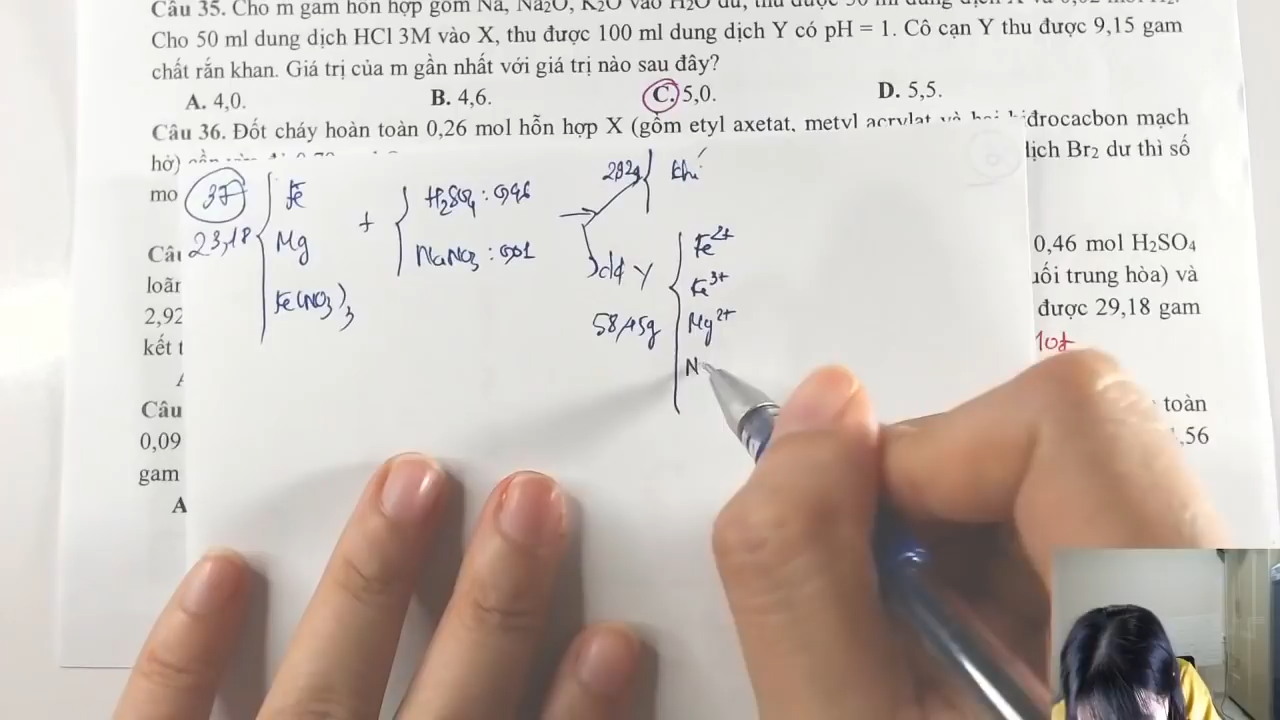 Câu 35. Cho m gam hỗn hợp gồm Na, Na₂O, K₂O vào H₂O dư, thu được 50 ml dung dịch X và 0,02 mol H₂.
Cho 50 ml dung dịch HCl 3M vào X, thu được 100 ml dung dịch Y có pH = 1. Cô cạn Y thu được 9,15 gam
chất rắn khan. Giá trị của m gần nhất với giá trị nào sau đây?
A. 4,0. B. 4,6. C. 5,0. D. 5,5.
Câu 36. Đốt cháy hoàn toàn 0,26 mol hỗn hợp X (gồm etyl axetat, metyl acrylat và hai hiđrocacbon mạch
hở) dịch Br₂ dư thì số
mo
Câu 0,46 mol H₂SO₄
loãn uối trung hòa) và
2,92 được 29,18 gam
kết t
A
Câu toàn
0,09 ,56
gam
A
37
23,18 Fe
Mg
Fe(NO₃)₃
+ H₂SO₄ : 0,46
NaNO₃ : 0,01
2,92g khí
dd Y
58,45g
Fe²⁺
Fe³⁺
Mg²⁺
N